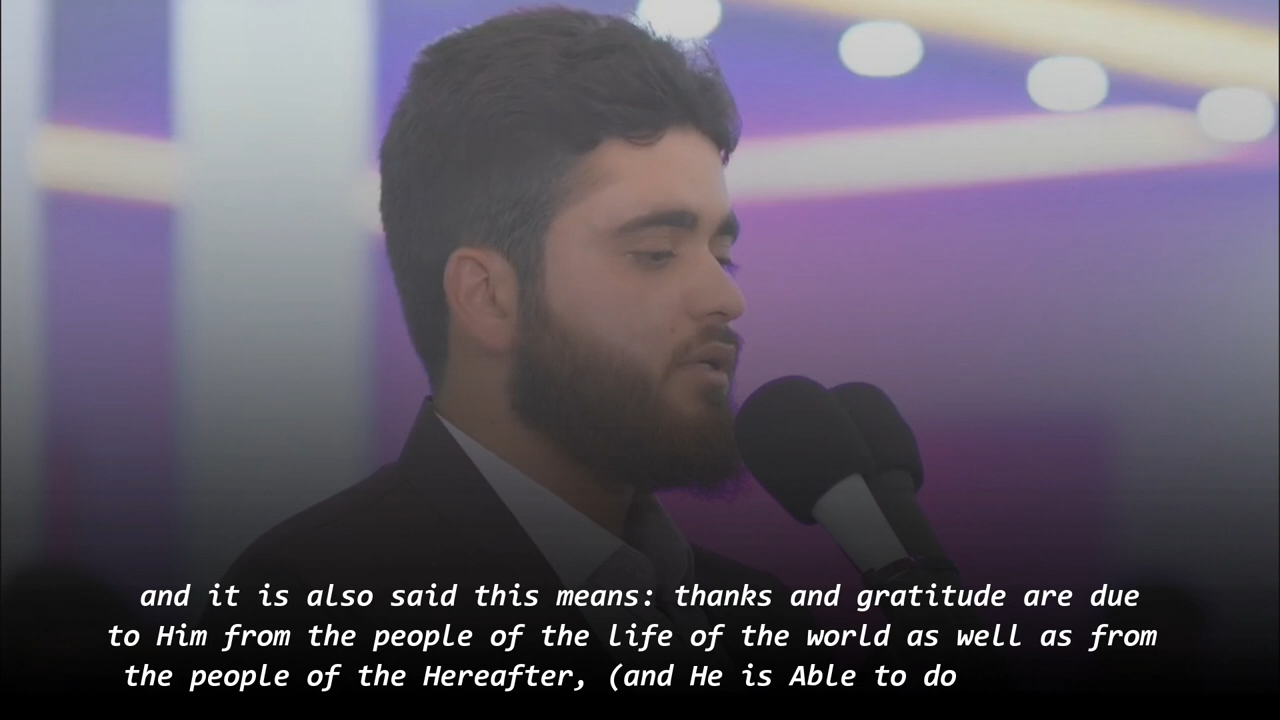 and it is also said this means: thanks and gratitude are due
to Him from the people of the life of the world as well as from
the people of the Hereafter, (and He is Able to do